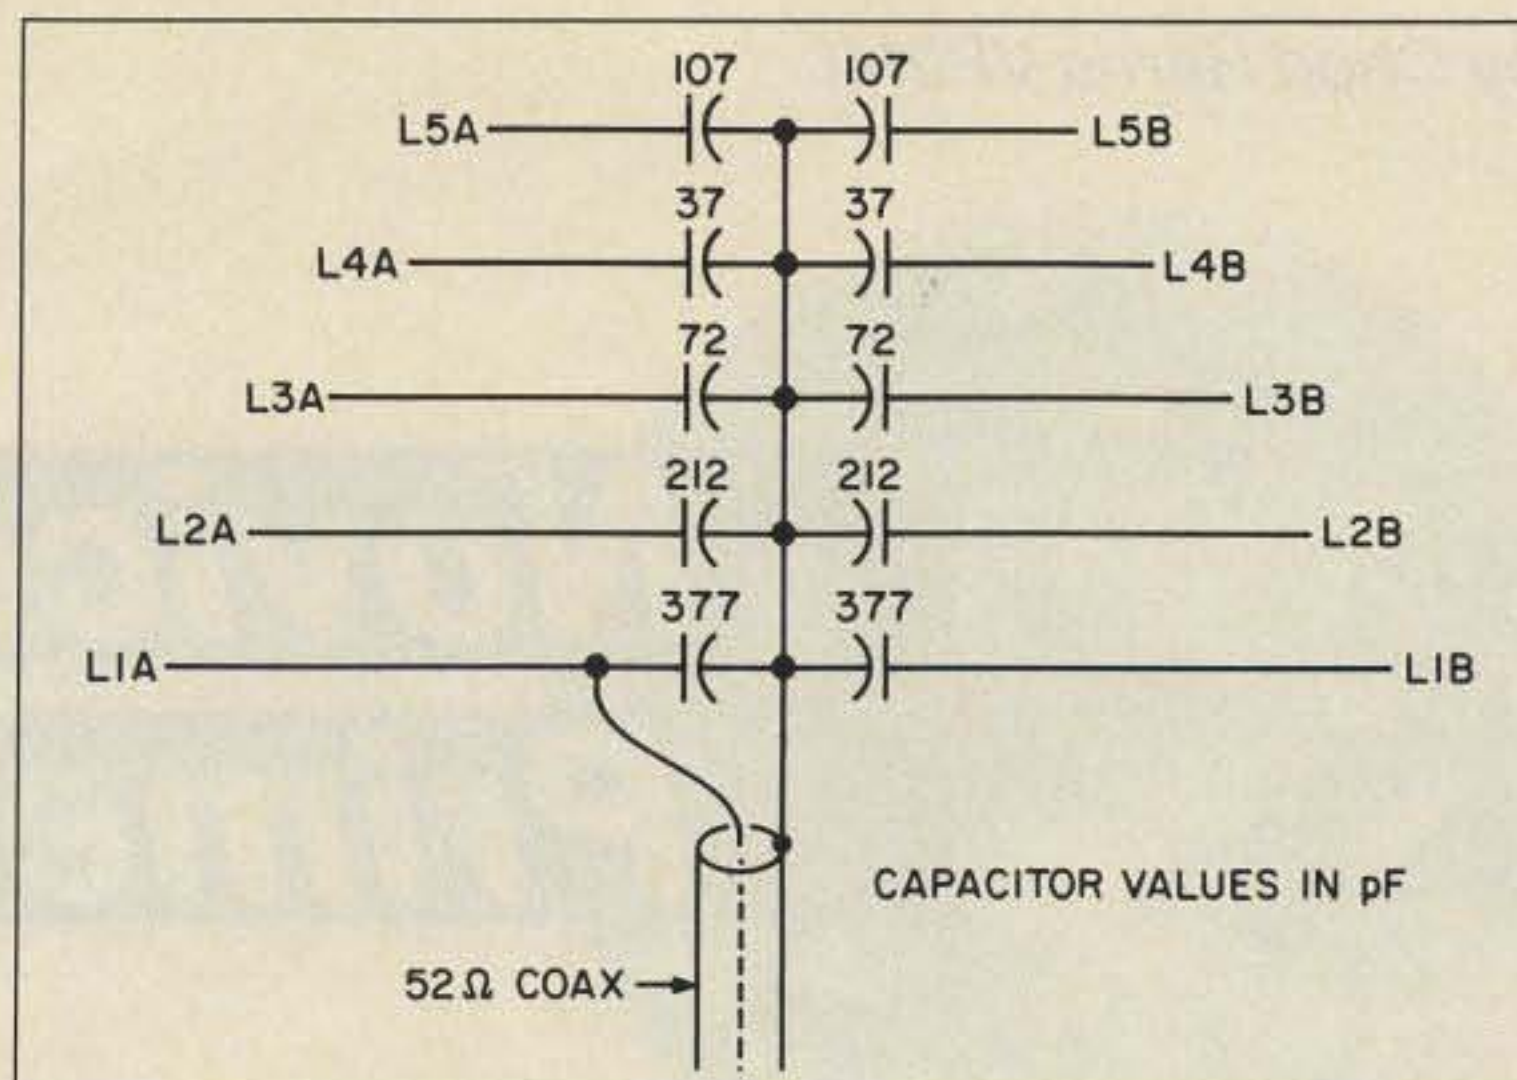 107 107
L5A L5B
37 37
L4A L4B
72 72
L3A L3B
212 212
L2A L2B
377 377
L1A L1B
CAPACITOR VALUES IN pF
52Ω COAX